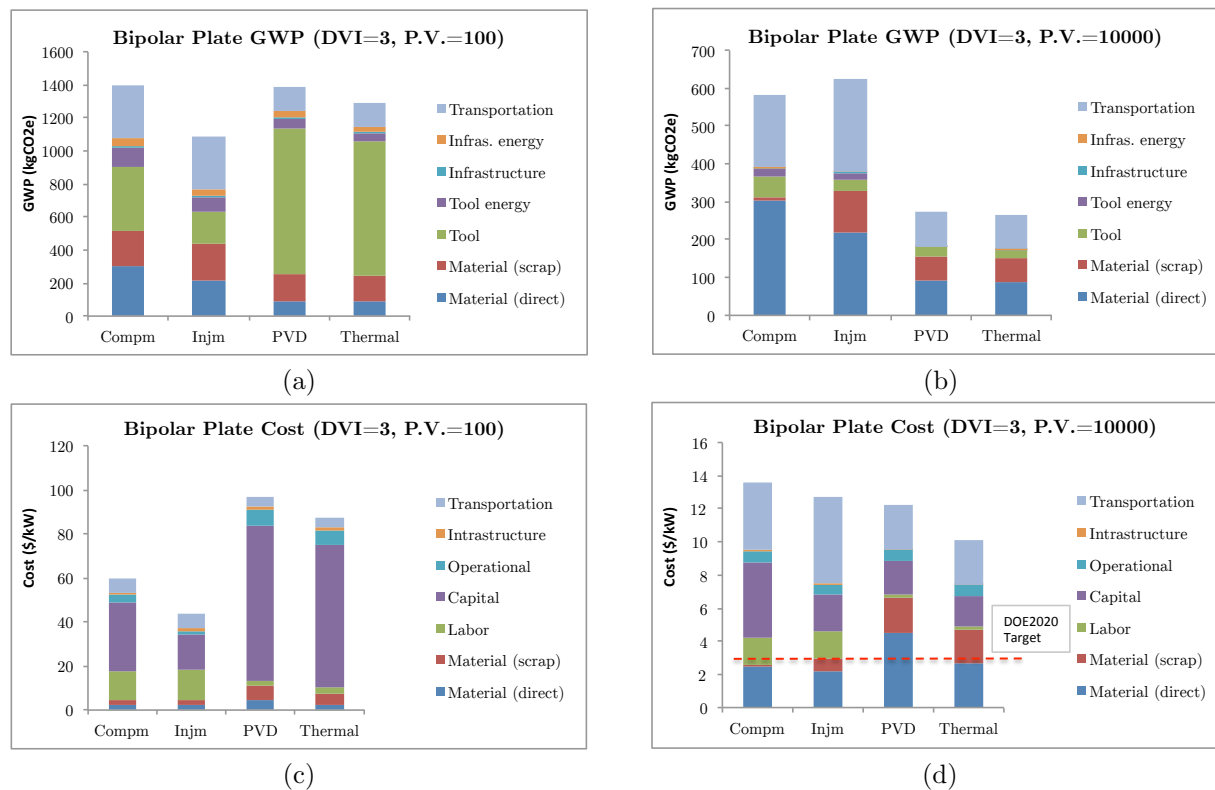 Bipolar Plate GWP (DVI=3, P.V.=100)
GWP (kgCO2e)
1600
1400
1200
1000
800
600
400
200
0
Compm Injm PVD Thermal
Transportation
Infras. energy
Infrastructure
Tool energy
Tool
Material (scrap)
Material (direct)
(a)
Bipolar Plate GWP (DVI=3, P.V.=10000)
GWP (kgCO2e)
700
600
500
400
300
200
100
0
Compm Injm PVD Thermal
Transportation
Infras. energy
Infrastructure
Tool energy
Tool
Material (scrap)
Material (direct)
(b)
Bipolar Plate Cost (DVI=3, P.V.=100)
Cost ($/kW)
120
100
80
60
40
20
0
Compm Injm PVD Thermal
Transportation
Intrastructure
Operational
Capital
Labor
Material (scrap)
Material (direct)
(c)
Bipolar Plate Cost (DVI=3, P.V.=10000)
Cost ($/kW)
16
14
12
10
8
6
4
2
0
Compm Injm PVD Thermal
DOE2020
Target
Transportation
Intrastructure
Operational
Capital
Labor
Material (scrap)
Material (direct)
(d)